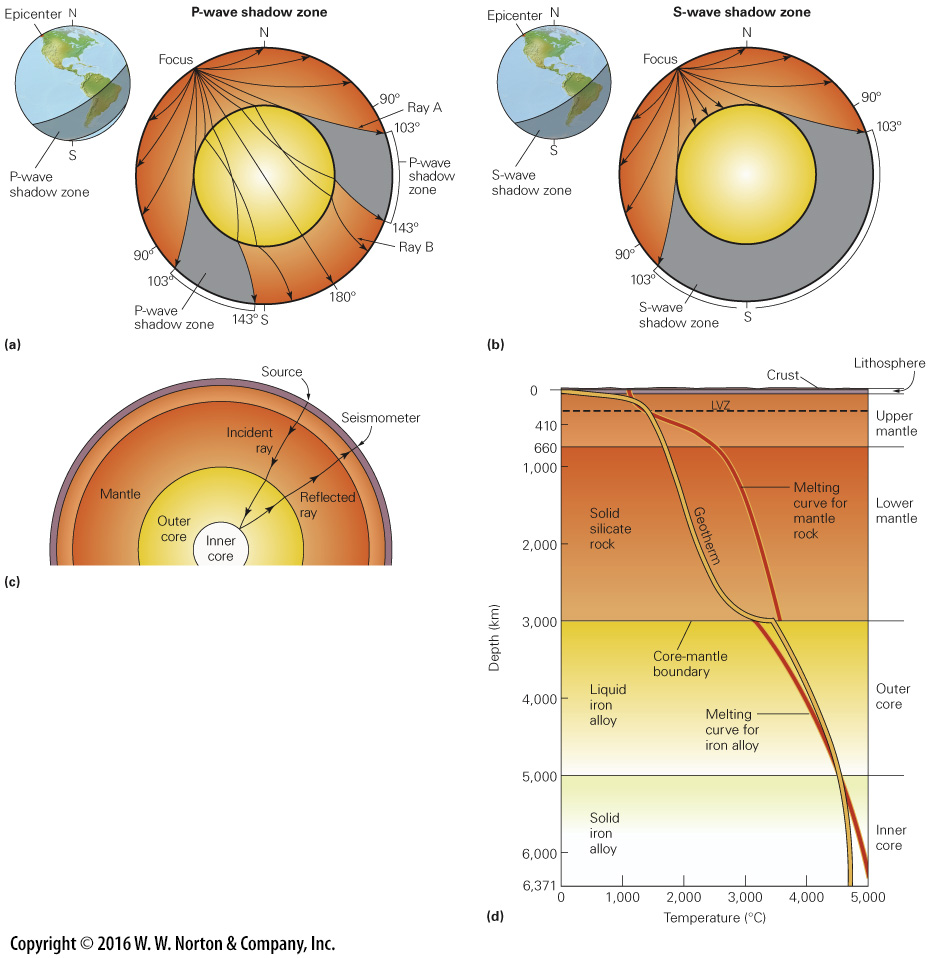 P-wave shadow zone
Epicenter N
N
Focus
90°
Ray A
103°
P-wave
shadow
zone
S
P-wave
shadow zone
143°
Ray B
90°
103°
180°
P-wave
shadow zone
143° S
(a)
S-wave shadow zone
Epicenter N
N
Focus
90°
103°
S
S-wave
shadow zone
90°
103°
S-wave
shadow zone
S
(b)
Source
Seismometer
Incident
ray
Mantle
Reflected
ray
Outer
core
Inner
core
(c)
Lithosphere
Crust
0
LVZ
410
Upper
mantle
660
1,000
Solid
silicate
rock
Geotherm
Melting
curve for
mantle
rock
Lower
mantle
2,000
3,000
Depth (km)
Core-mantle
boundary
Liquid
iron
alloy
Melting
curve for
iron alloy
Outer
core
4,000
5,000
Solid
iron
alloy
Inner
core
6,000
6,371
0 1,000 2,000 3,000 4,000 5,000
Temperature (°C)
(d)
Copyright © 2016 W. W. Norton & Company, Inc.